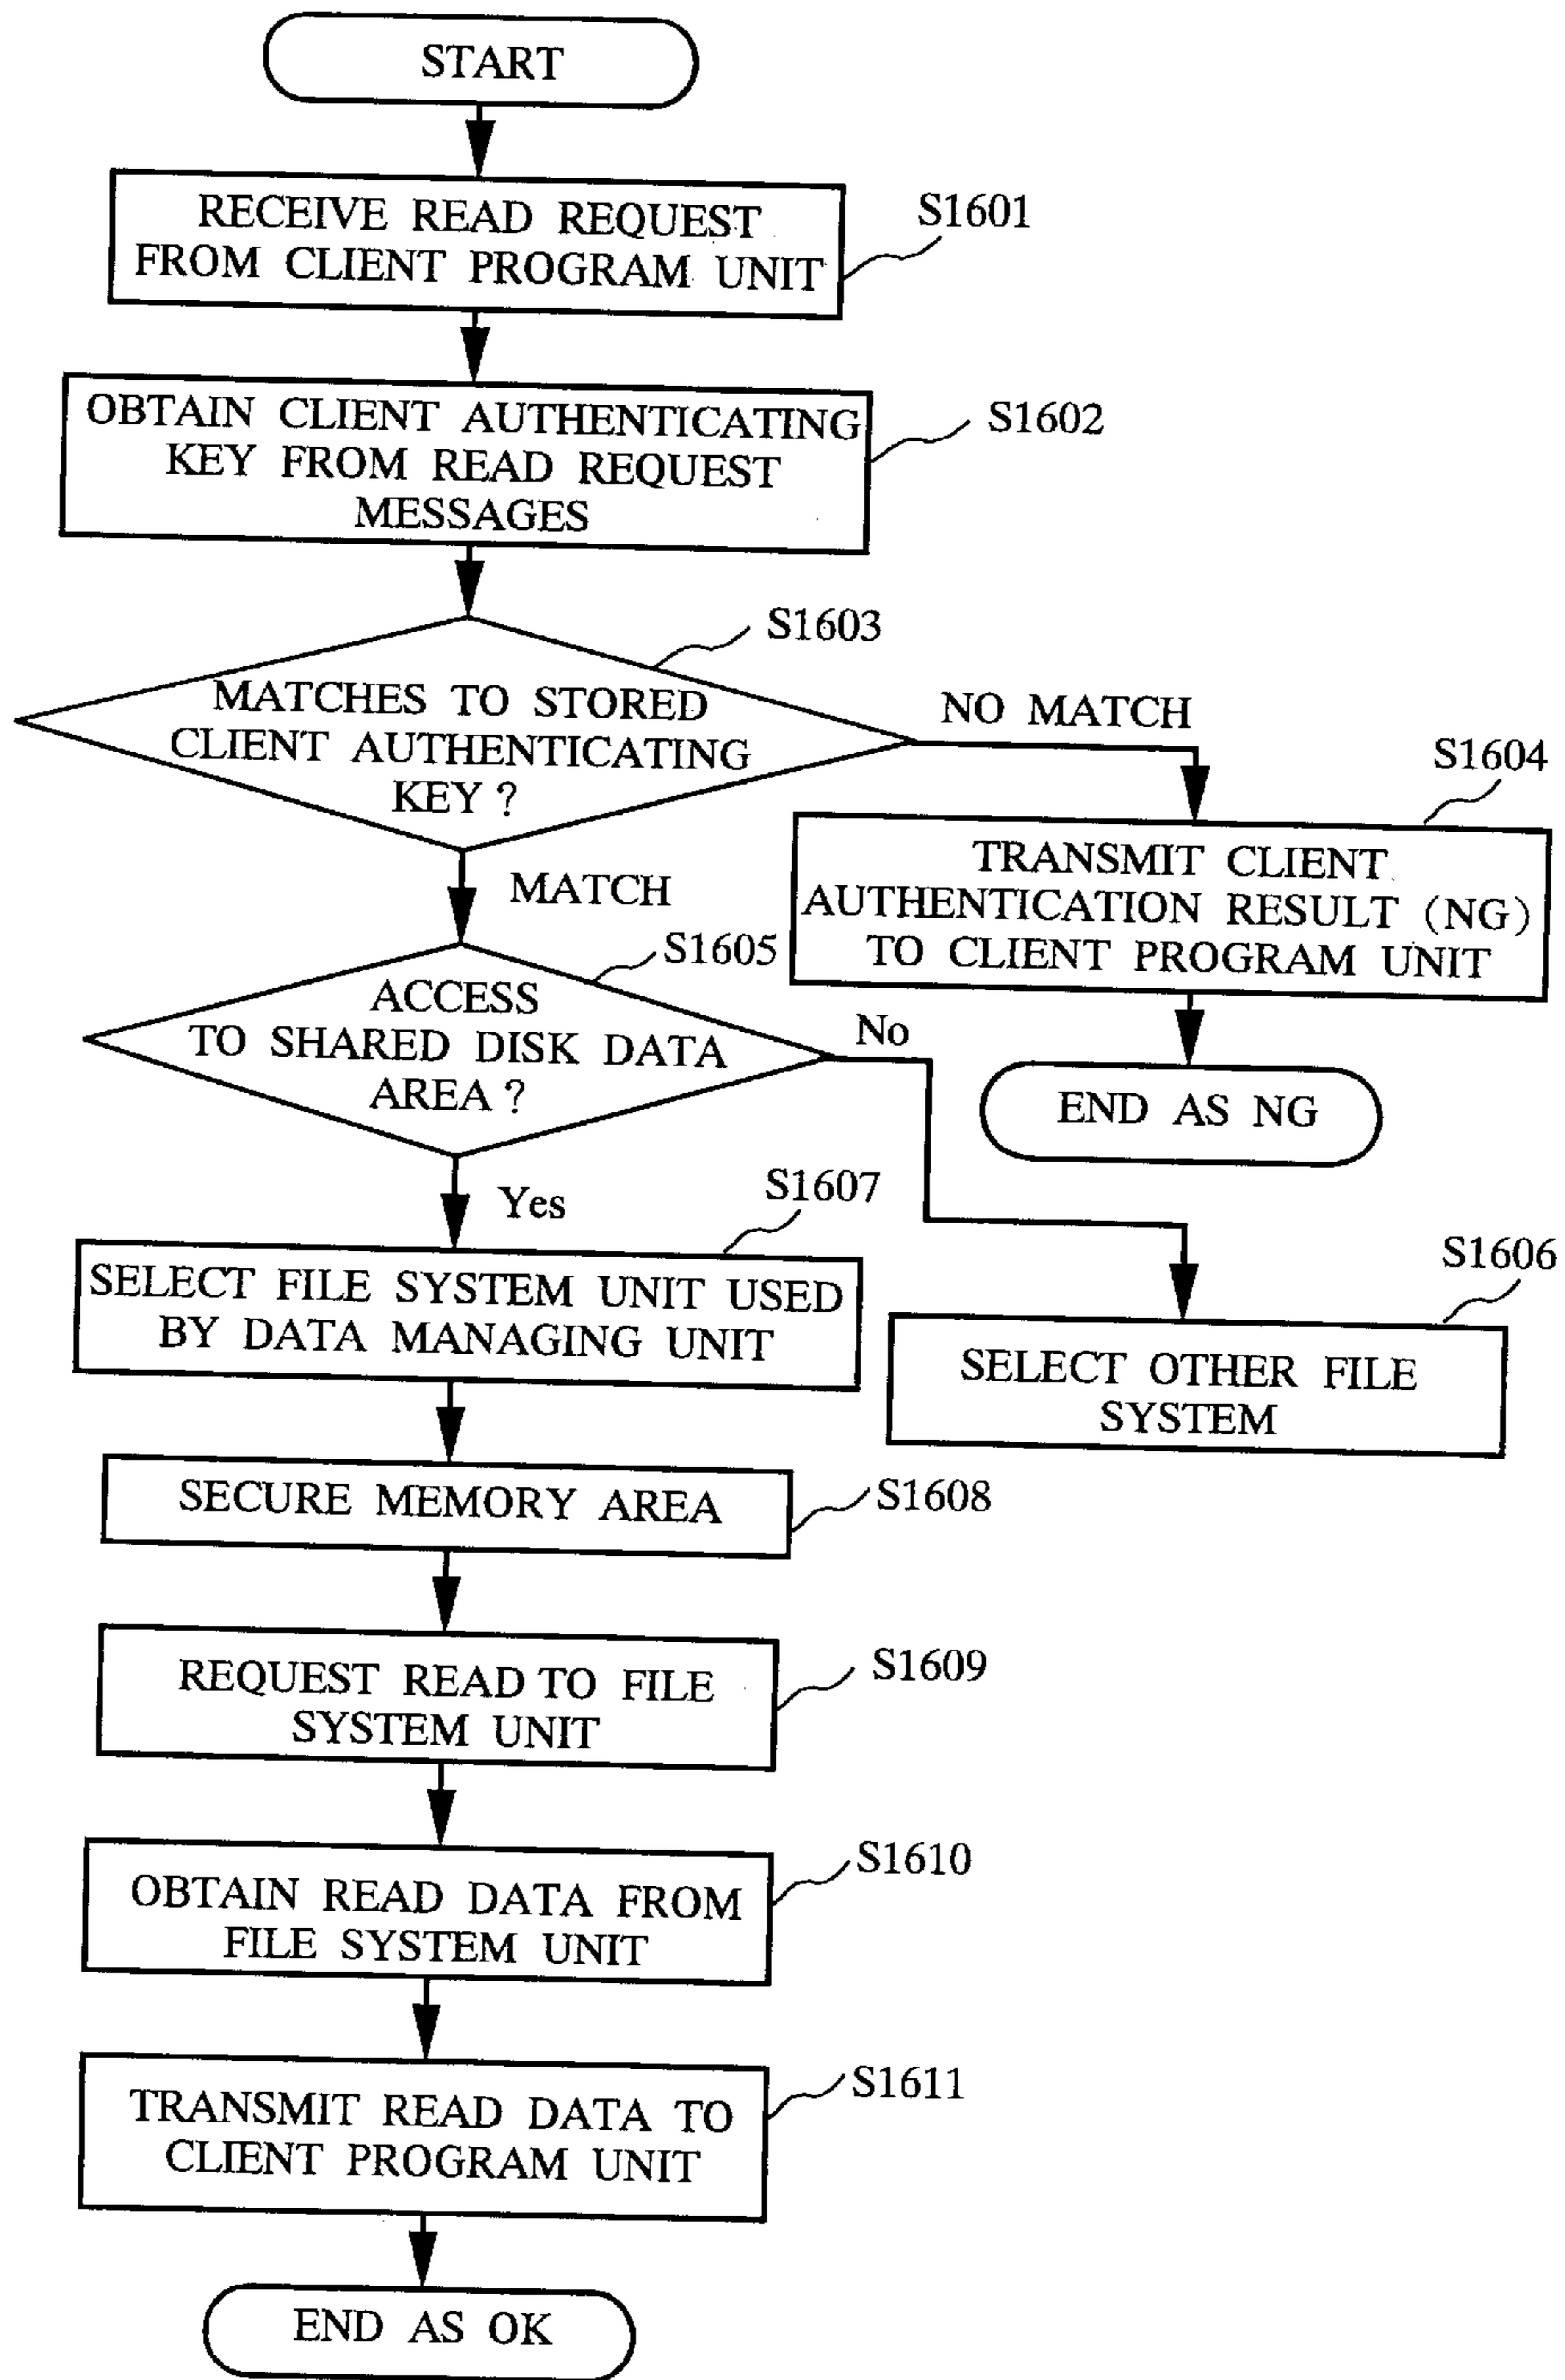 START
RECEIVE READ REQUEST
FROM CLIENT PROGRAM UNIT
S1601
OBTAIN CLIENT AUTHENTICATING
KEY FROM READ REQUEST
MESSAGES
S1602
S1603
MATCHES TO STORED
CLIENT AUTHENTICATING
KEY ?
NO MATCH
S1604
TRANSMIT CLIENT
AUTHENTICATION RESULT (NG)
TO CLIENT PROGRAM UNIT
END AS NG
MATCH
S1605
ACCESS
TO SHARED DISK DATA
AREA ?
No
Yes
S1607
SELECT FILE SYSTEM UNIT USED
BY DATA MANAGING UNIT
S1606
SELECT OTHER FILE
SYSTEM
SECURE MEMORY AREA
S1608
REQUEST READ TO FILE
SYSTEM UNIT
S1609
OBTAIN READ DATA FROM
FILE SYSTEM UNIT
S1610
TRANSMIT READ DATA TO
CLIENT PROGRAM UNIT
S1611
END AS OK